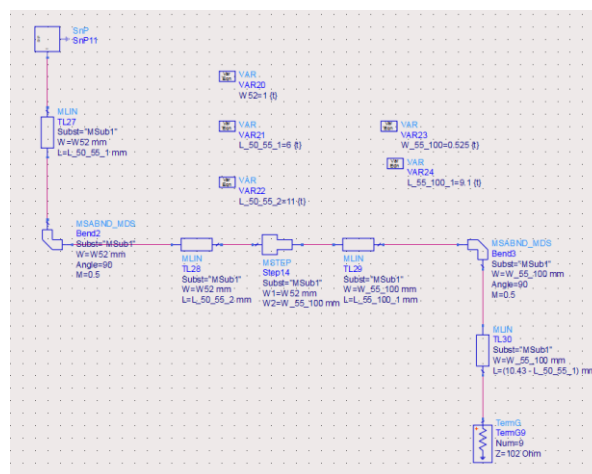 SnP
SnP11
VAR
VAR20
W52=1 {t}
MLIN
TL27
Subst="MSub1"
W=W52 mm
L=L_50_55_1 mm
VAR
VAR21
L_50_55_1=6 {t}
VAR
VAR23
W_55_100=0.525 {t}
VAR
VAR22
L_50_55_2=11 {t}
VAR
VAR24
L_55_100_1=9.1 {t}
MSABND_MDS
Bend2
Subst="MSub1"
W=W52 mm
Angle=90
M=0.5
MLIN
TL28
Subst="MSub1"
W=W52 mm
L=L_50_55_2 mm
MSTEP
Step14
Subst="MSub1"
W1=W52 mm
W2=W_55_100 mm
MLIN
TL29
Subst="MSub1"
W=W_55_100 mm
L=L_55_100_1 mm
MSABND_MDS
Bend3
Subst="MSub1"
W=W_55_100 mm
Angle=90
M=0.5
MLIN
TL30
Subst="MSub1"
W=W_55_100 mm
L=(10.43 - L_50_55_1) mm
TermG
TermG9
Num=9
Z=102 Ohm